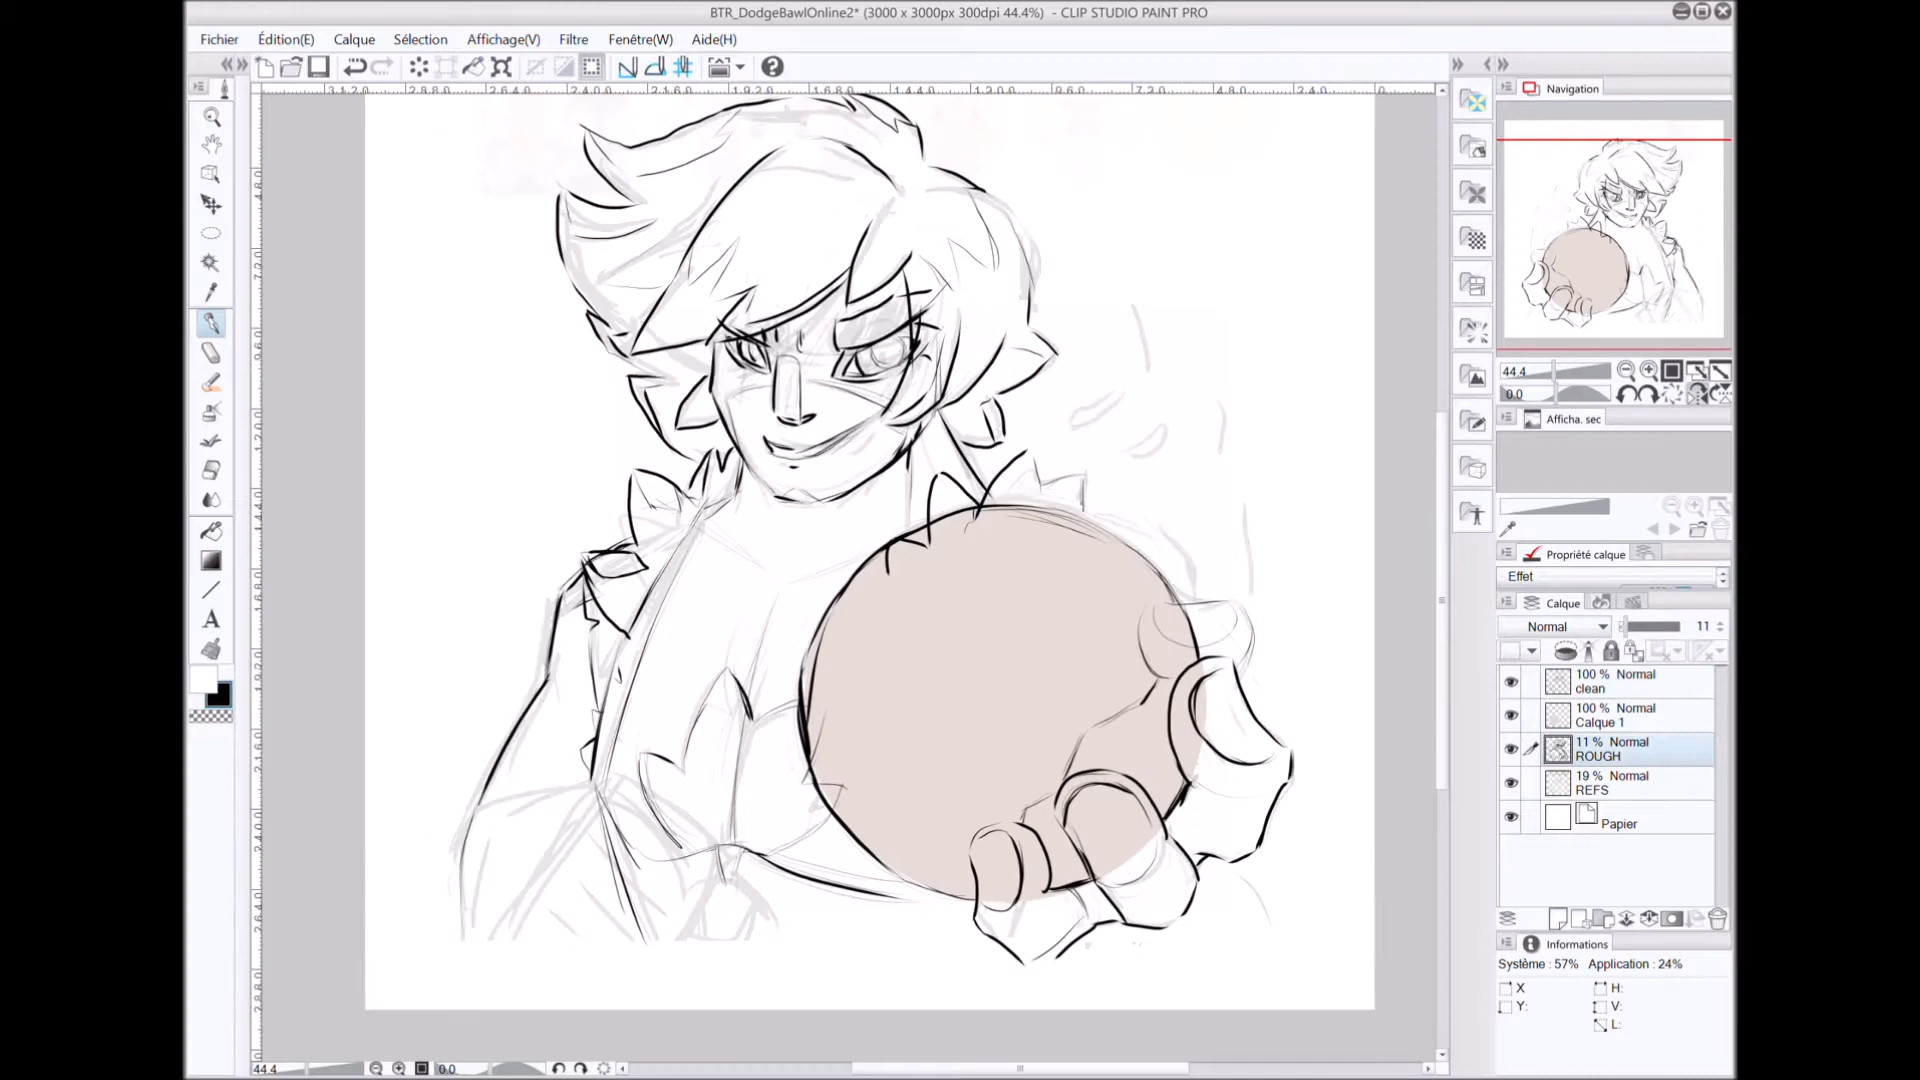 BTR_DodgeBawlOnline2* (3000 x 3000px 300dpi 44.4%) - CLIP STUDIO PAINT PRO
Fichier Édition(E) Calque Sélection Affichage(V) Filtre Fenêtre(W) Aide(H)
Navigation
44.4
0.0
Afficha. sec
Propriété calque
Effet
Calque
Normal 11
100 % Normal
clean
100 % Normal
Calque 1
11 % Normal
ROUGH
19 % Normal
REFS
Papier
Informations
Système : 57% Application : 24%
X H:
Y: V:
L:
44.4 0.0